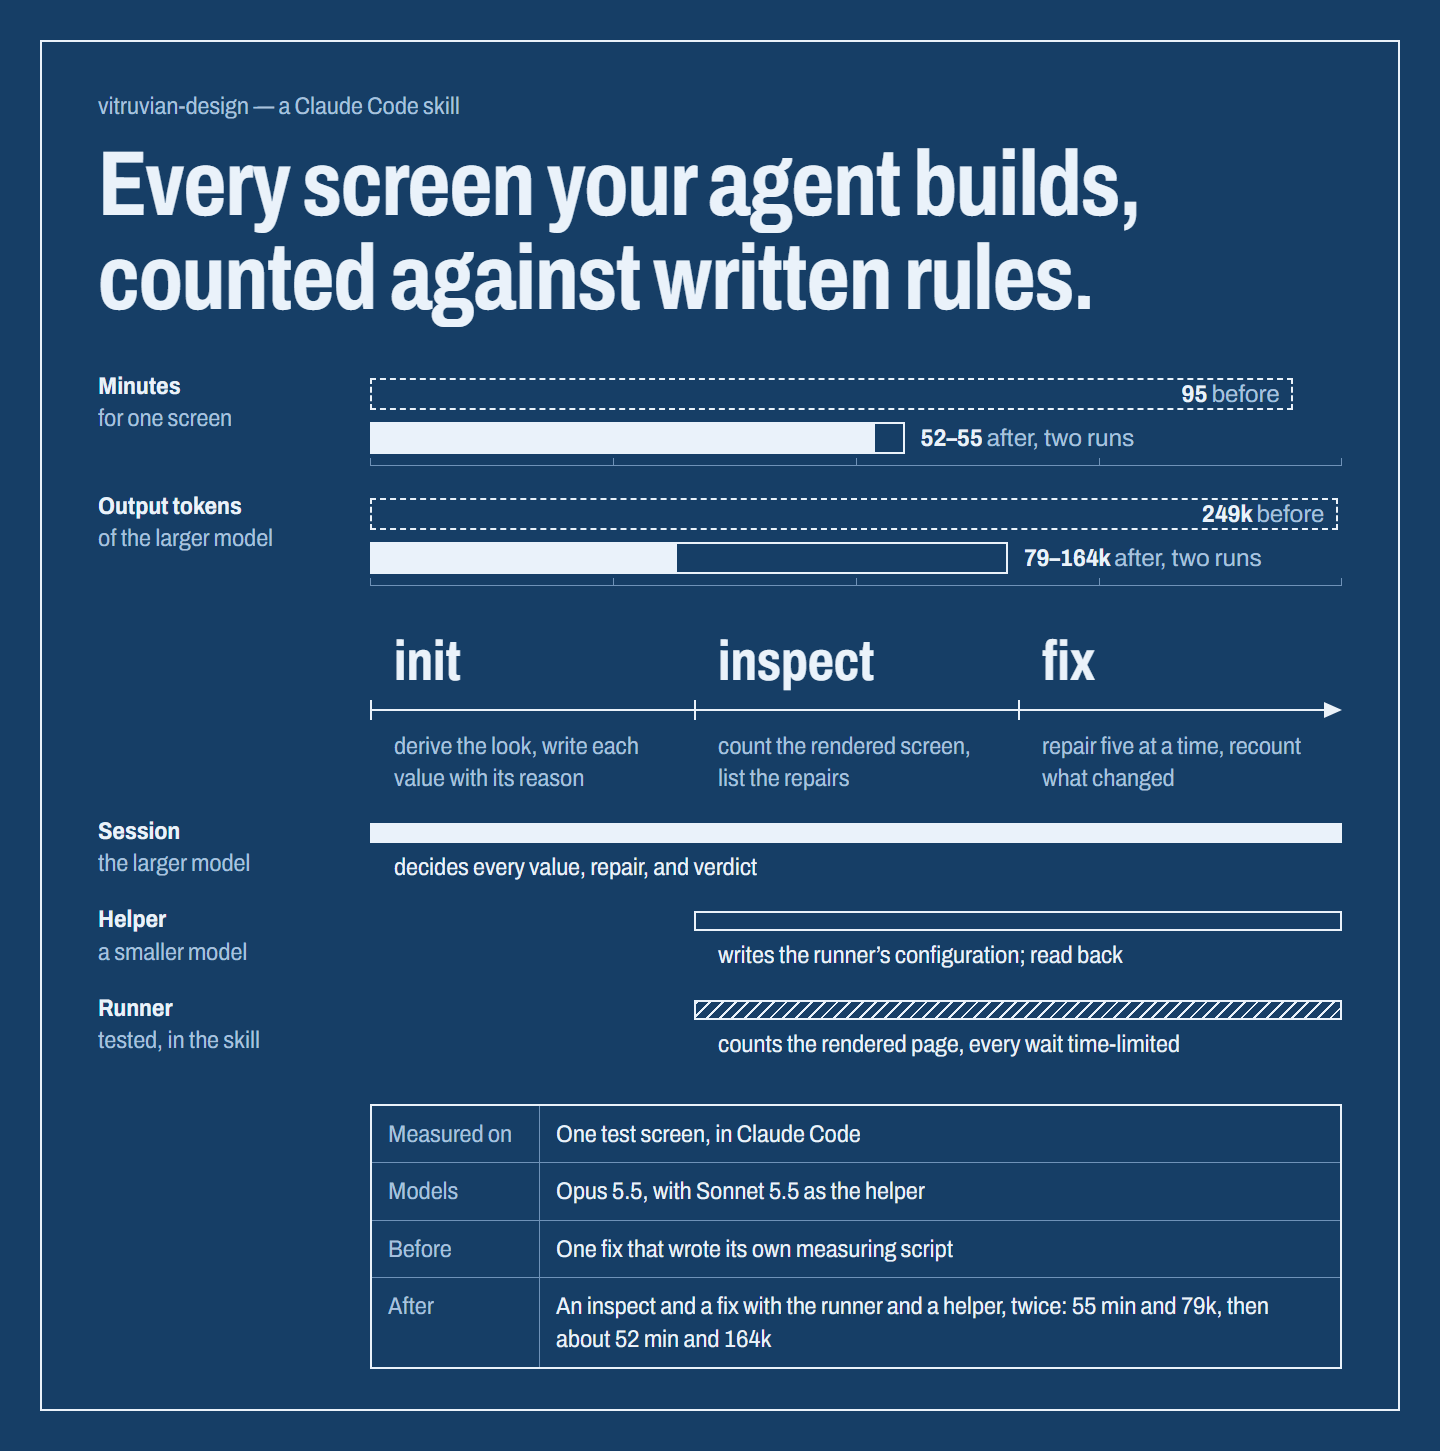 vitruvian-design — a Claude Code skill
Every screen your agent builds,
counted against written rules.
Minutes
for one screen
95 before
52–55 after, two runs
Output tokens
of the larger model
249k before
79–164k after, two runs
init
inspect
fix
derive the look, write each
value with its reason
count the rendered screen,
list the repairs
repair five at a time, recount
what changed
Session
the larger model
decides every value, repair, and verdict
Helper
a smaller model
writes the runner’s configuration; read back
Runner
tested, in the skill
counts the rendered page, every wait time-limited
Measured on
One test screen, in Claude Code
Models
Opus 5.5, with Sonnet 5.5 as the helper
Before
One fix that wrote its own measuring script
After
An inspect and a fix with the runner and a helper, twice: 55 min and 79k, then
about 52 min and 164k